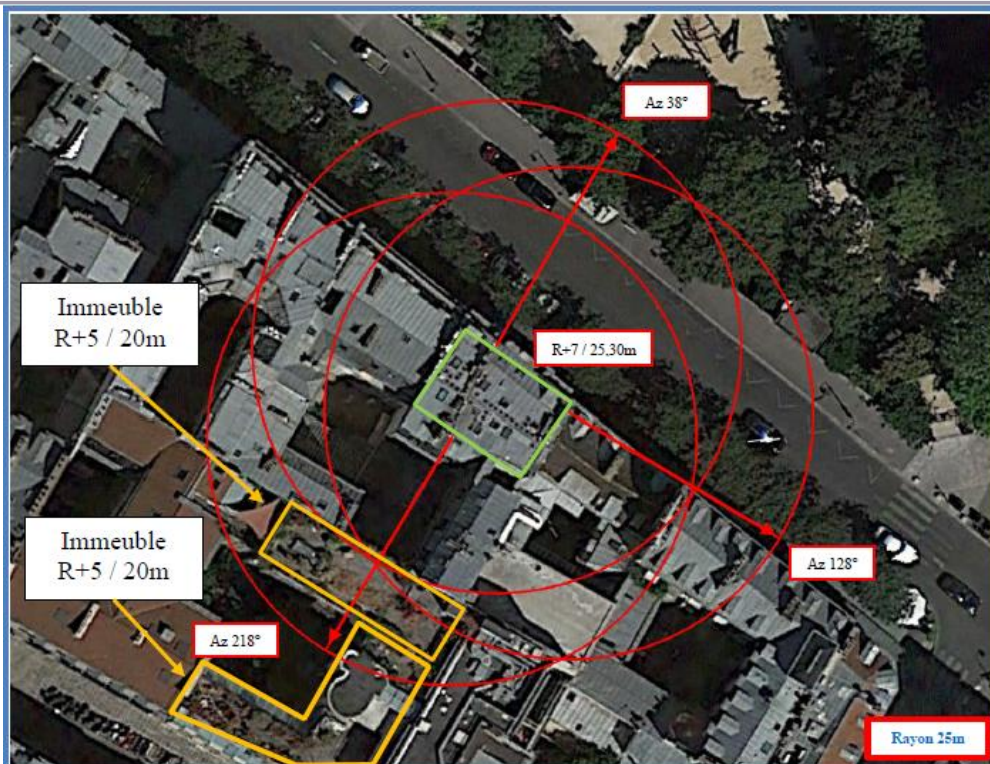 Az 38°
Immeuble
R+5 / 20m
R+7 / 25,30m
Immeuble
R+5 / 20m
Az 128°
Az 218°
Rayon 25m